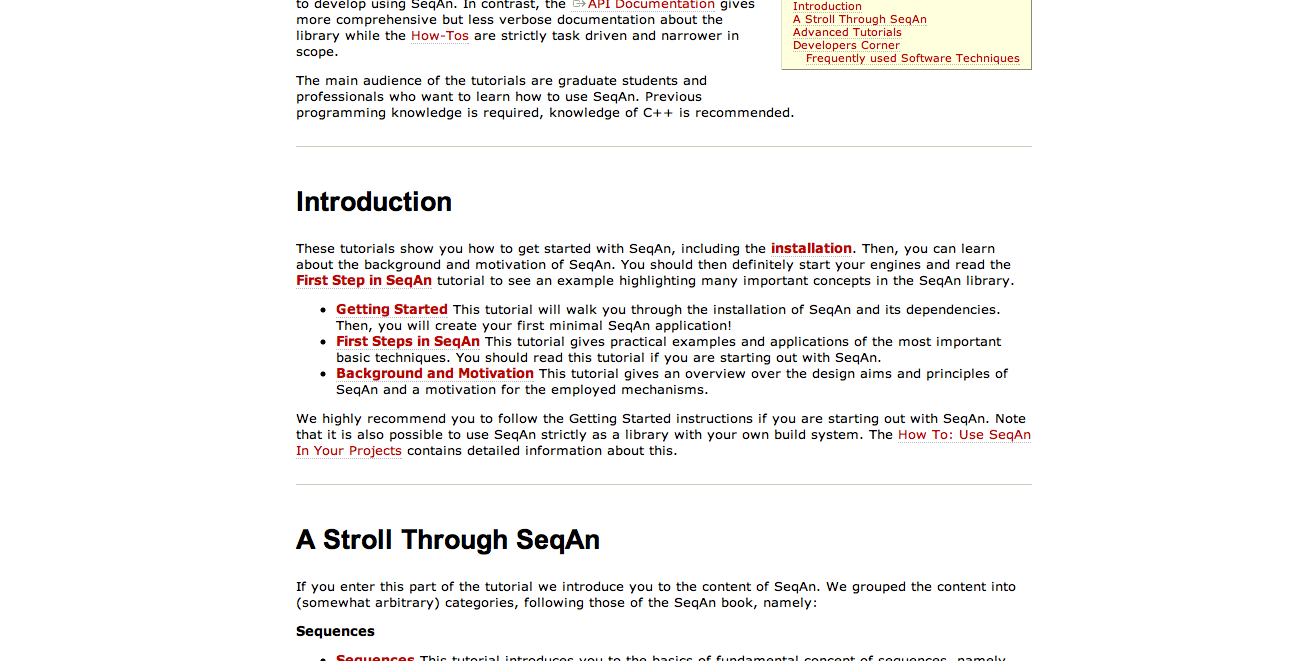 to develop using SeqAn. In contrast, the API Documentation gives
more comprehensive but less verbose documentation about the
library while the How-Tos are strictly task driven and narrower in
scope.
The main audience of the tutorials are graduate students and
professionals who want to learn how to use SeqAn. Previous
programming knowledge is required, knowledge of C++ is recommended.
Introduction
A Stroll Through SeqAn
Advanced Tutorials
Developers Corner
Frequently used Software Techniques
Introduction
These tutorials show you how to get started with SeqAn, including the installation. Then, you can learn
about the background and motivation of SeqAn. You should then definitely start your engines and read the
First Step in SeqAn tutorial to see an example highlighting many important concepts in the SeqAn library.
• Getting Started This tutorial will walk you through the installation of SeqAn and its dependencies.
Then, you will create your first minimal SeqAn application!
• First Steps in SeqAn This tutorial gives practical examples and applications of the most important
basic techniques. You should read this tutorial if you are starting out with SeqAn.
• Background and Motivation This tutorial gives an overview over the design aims and principles of
SeqAn and a motivation for the employed mechanisms.
We highly recommend you to follow the Getting Started instructions if you are starting out with SeqAn. Note
that it is also possible to use SeqAn strictly as a library with your own build system. The How To: Use SeqAn
In Your Projects contains detailed information about this.
A Stroll Through SeqAn
If you enter this part of the tutorial we introduce you to the content of SeqAn. We grouped the content into
(somewhat arbitrary) categories, following those of the SeqAn book, namely:
Sequences
• Sequences This tutorial introduces you to the basics of fundamental concept of sequences, namely